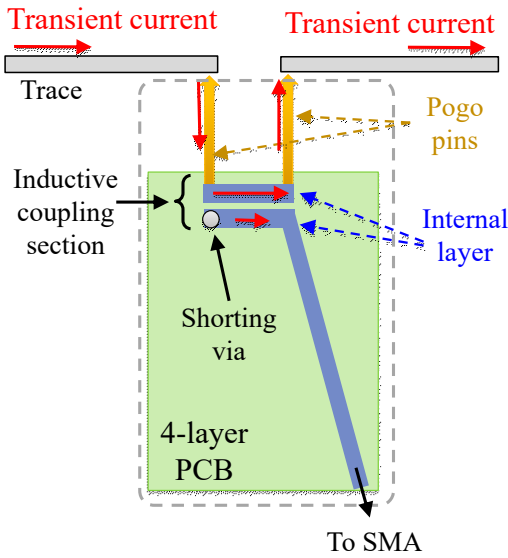 Transient current
Transient current
Trace
Pogo
pins
Inductive
coupling
section
Internal
layer
Shorting
via
4-layer
PCB
To SMA